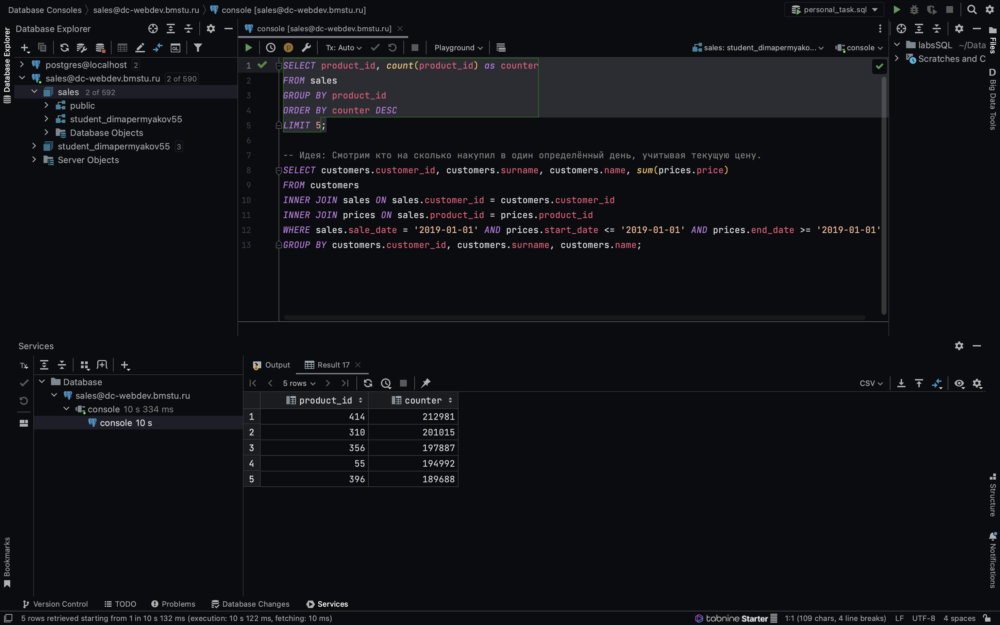 Database Consoles
sales@dc-webdev.bmstu.ru
console [sales@dc-webdev.bmstu.ru]
personal_task.sql
Database Explorer
Database Explorer
postgres@localhost 2
sales@dc-webdev.bmstu.ru 2 of 590
sales 2 of 592
public
student_dimapermyakov55
Database Objects
student_dimapermyakov55 3
Server Objects
console [sales@dc-webdev.bmstu.ru]
Tx: Auto
Playground
sales: student_dimapermyako...
console
1 SELECT product_id, count(product_id) as counter
2 FROM sales
3 GROUP BY product_id
4 ORDER BY counter DESC
5 LIMIT 5;
6
7 -- Идея: Смотрим кто на сколько накупил в один определённый день, учитывая текущую цену.
8 SELECT customers.customer_id, customers.surname, customers.name, sum(prices.price)
9 FROM customers
10 INNER JOIN sales ON sales.customer_id = customers.customer_id
11 INNER JOIN prices ON sales.product_id = prices.product_id
12 WHERE sales.sale_date = '2019-01-01' AND prices.start_date <= '2019-01-01' AND prices.end_date >= '2019-01-01'
13 GROUP BY customers.customer_id, customers.surname, customers.name;
labsSQL ~/Data
Scratches and C
Files
D Big Data Tools
Services
Tx
Database
sales@dc-webdev.bmstu.ru
console 10 s 334 ms
console 10 s
Output
Result 17
5 rows
CSV
product_id counter
1 414 212981
2 310 201015
3 356 197887
4 55 194992
5 396 189688
Structure
Notifications
Bookmarks
Version Control
TODO
Problems
Database Changes
Services
5 rows retrieved starting from 1 in 10 s 132 ms (execution: 10 s 122 ms, fetching: 10 ms)
tabnine Starter
1:1 (109 chars, 4 line breaks)
LF
UTF-8
4 spaces